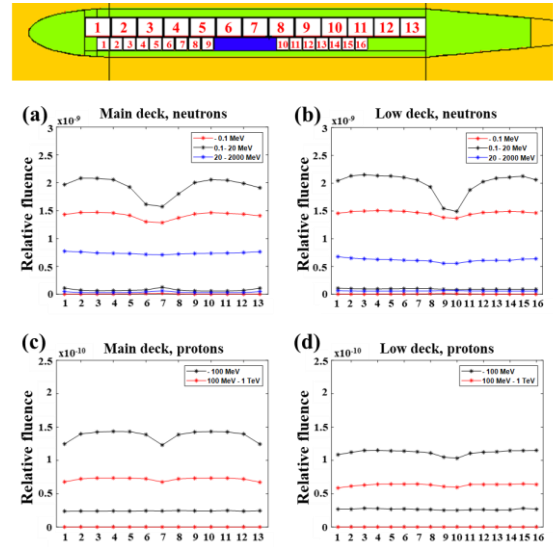 1 2 3 4 5 6 7 8 9 10 11 12 13
1 2 3 4 5 6 7 8 9 10 11 12 13 14 15 16
(a) Main deck, neutrons
x10⁻⁹
- 0.1 MeV
0.1- 20 MeV
20 - 2000 MeV
Relative fluence
3
2.5
2
1.5
1
0.5
0
1 2 3 4 5 6 7 8 9 10 11 12 13
(b) Low deck, neutrons
x10⁻⁹
- 0.1 MeV
0.1- 20 MeV
20 - 2000 MeV
Relative fluence
3
2.5
2
1.5
1
0.5
0
1 2 3 4 5 6 7 8 9 10 11 12 13 14 15 16
(c) Main deck, protons
x10⁻¹⁰
- 100 MeV
100 MeV - 1 TeV
Relative fluence
2.5
2
1.5
1
0.5
0
1 2 3 4 5 6 7 8 9 10 11 12 13
(d) Low deck, protons
x10⁻¹⁰
- 100 MeV
100 MeV - 1 TeV
Relative fluence
2.5
2
1.5
1
0.5
0
1 2 3 4 5 6 7 8 9 10 11 12 13 14 15 16